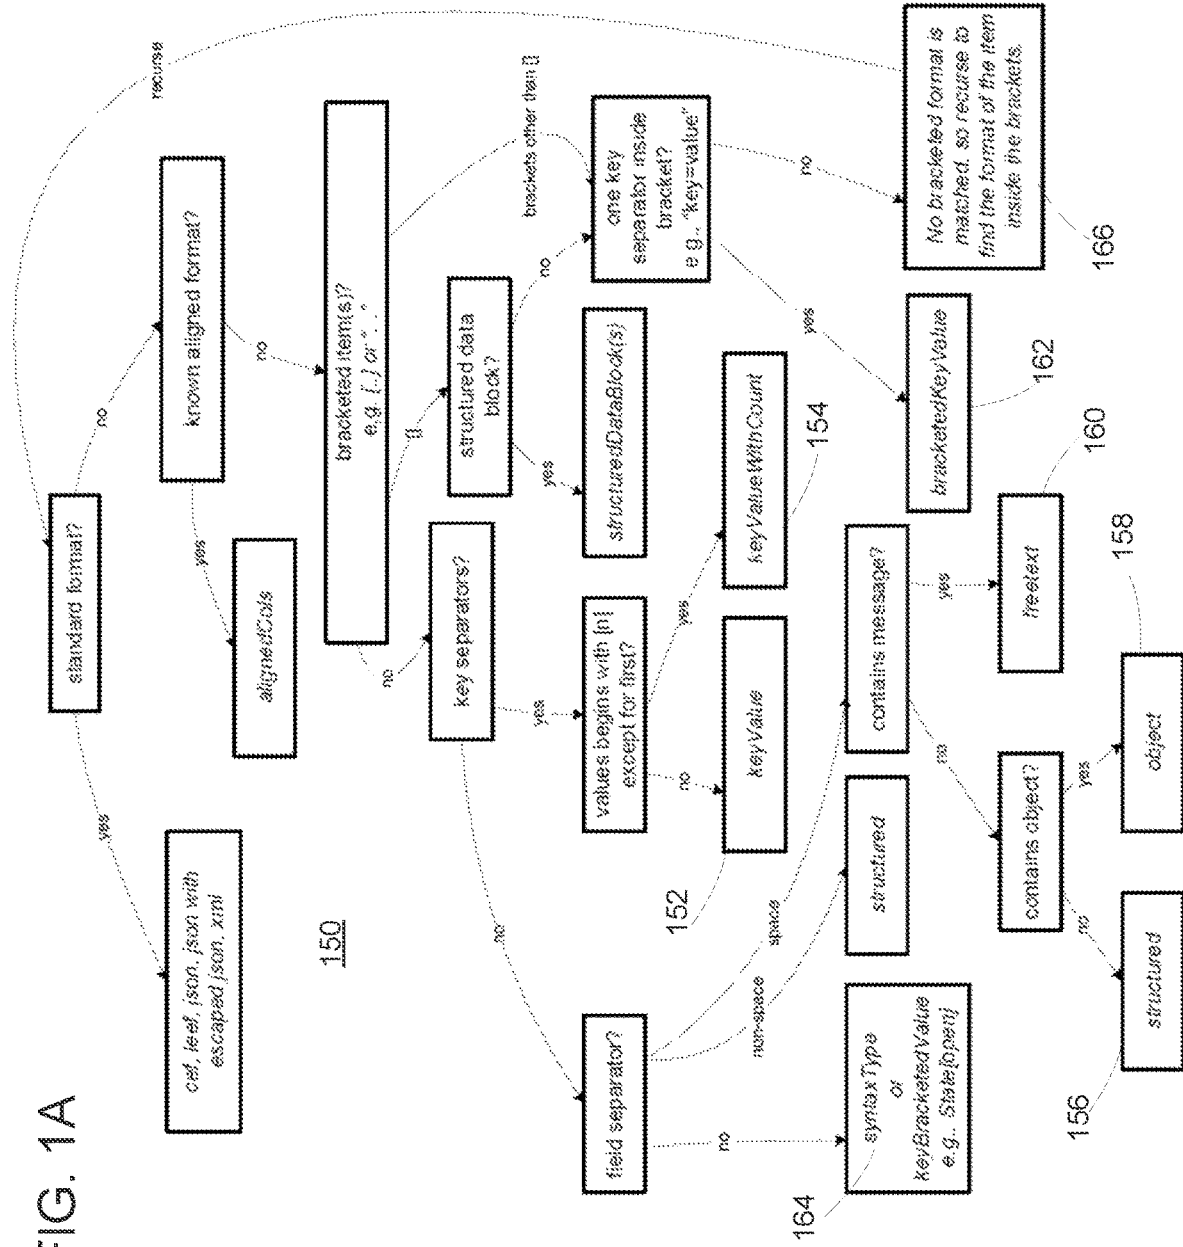 FIG. 1A
150
standard format?
yes
no
recurse
cef, leef, json, json with
escaped json, xml
known aligned format?
yes
no
alignedCols
bracketed item(s)?
e.g. {..} or "..."
no
[]
brackets other than []
key separators?
no
yes
structured data
block?
yes
no
field separator?
no
non-space
space
values begins with [n]
except for first?
no
yes
structuredDataBlock(s)
one key
separator inside
bracket?
e.g., "key=value"
yes
no
152
keyValue
keyValueWithCount
154
164
syntaxType
or
keyBracketedValue
e.g., State[open]
structured
contains message?
no
yes
bracketedKeyValue
162
No bracketed format is
matched, so recurse to
find the format of the item
inside the brackets.
166
contains object?
no
yes
freetext
160
156
structured
object
158